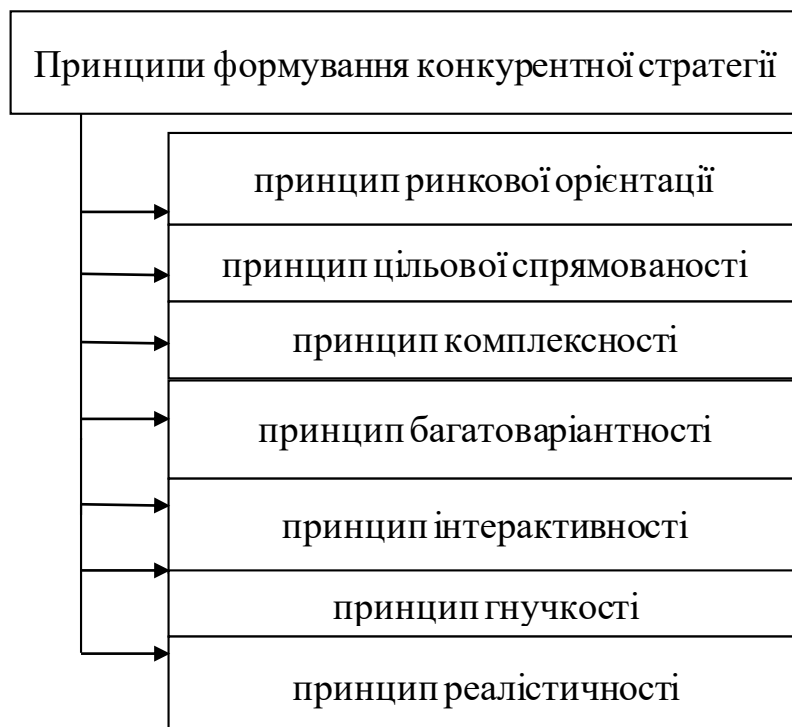 Принципи формування конкурентної стратегії
принцип ринкової орієнтації
принцип цільової спрямованості
принцип комплексності
принцип багатоваріантності
принцип інтерактивності
принцип гнучкості
принцип реалістичності